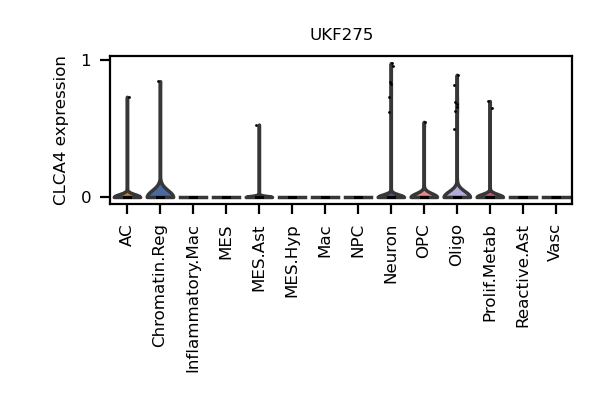 UKF275
CLCA4 expression
1
0
AC
Chromatin.Reg
Inflammatory.Mac
MES
MES.Ast
MES.Hyp
Mac
NPC
Neuron
OPC
Oligo
Prolif.Metab
Reactive.Ast
Vasc